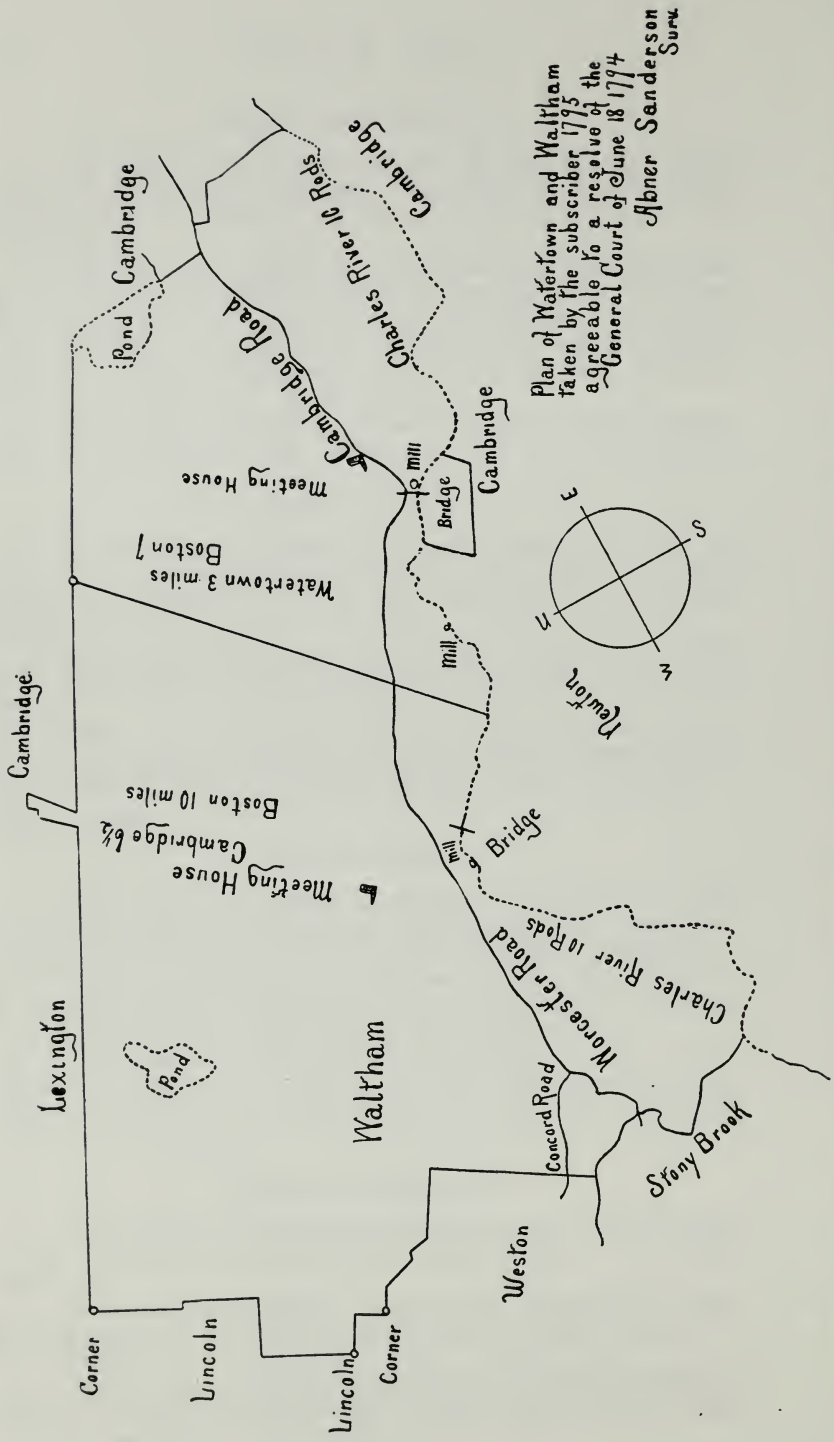 Plan of Watertown and Waltham
taken by the subscriber 1795
agreeable to a resolve of the
General Court of June 18 1794
Abner Sanderson
Surv
Cambridge
Pond
Cambridge
Cambridge Road
Charles River 10 Rods
Cambridge
Meeting House
Mill
Bridge
Cambridge
Watertown 3 miles
Boston 7
Mill
E
S
N
W
Newton
Cambridge
Meeting House
Cambridge 6½
Boston 10 miles
Mill
Bridge
Lexington
Pond
Waltham
Worcester Road
Charles River 10 Rods
Concord Road
Stony Brook
Weston
Corner
Lincoln
Lincoln
Corner